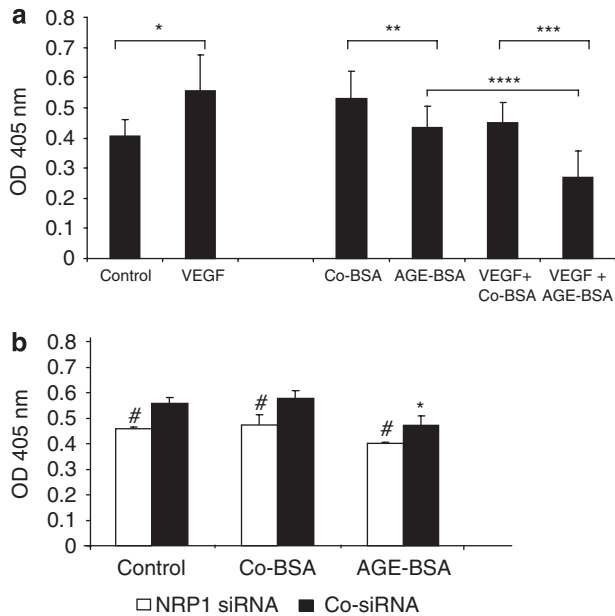 a
* ** *** ****
0.8
0.7
0.6
0.5
0.4
0.3
0.2
0.1
0
OD 405 nm
Control VEGF Co-BSA AGE-BSA VEGF+ VEGF +
Co-BSA AGE-BSA
b
0.8
0.7
0.6
0.5
0.4
0.3
0.2
0.1
0
OD 405 nm
# # # *
Control Co-BSA AGE-BSA
NRP1 siRNA Co-siRNA